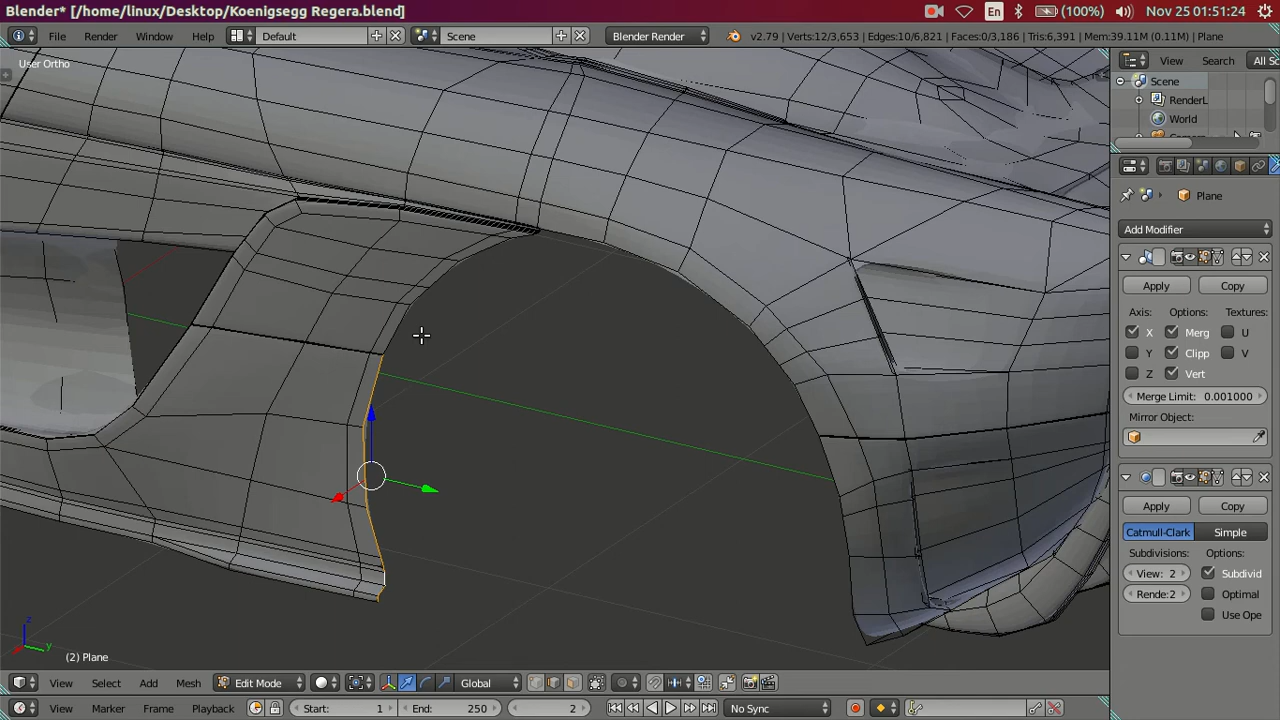 Blender* [/home/linux/Desktop/Koenigsegg Regera.blend]
En (100%) Nov 25 01:51:24
File Render Window Help Default Scene Blender Render v2.79 | Verts:12/3,653 | Edges:10/6,821 | Faces:0/3,186 | Tris:6,391 | Mem:39.11M (0.11M) | Plane
User Ortho
View Search All Sc
Scene
RenderL
World
Plane
Add Modifier
Apply Copy
Axis: Merg Textures:
X Merg U
Y Clipp V
Z Vert
Merge Limit: 0.001000
Mirror Object:
Apply Copy
Catmull-Clark Simple
Subdivisions: Options:
View: 2 Subdivid
Rende:2 Optimal
Use Ope
z
y
(2) Plane
View Select Add Mesh Edit Mode Global
View Marker Frame Playback Start: 1 End: 250 2 No Sync